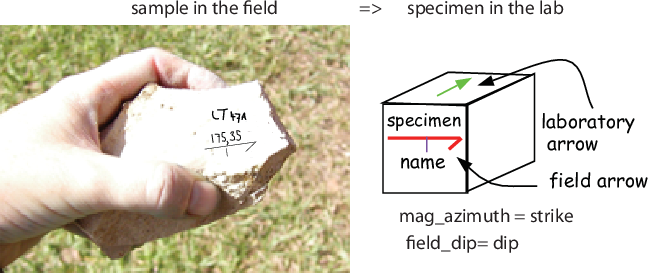 sample in the field => specimen in the lab
LT47A
175,35
specimen
name
laboratory
arrow
field arrow
mag_azimuth = strike
field_dip= dip